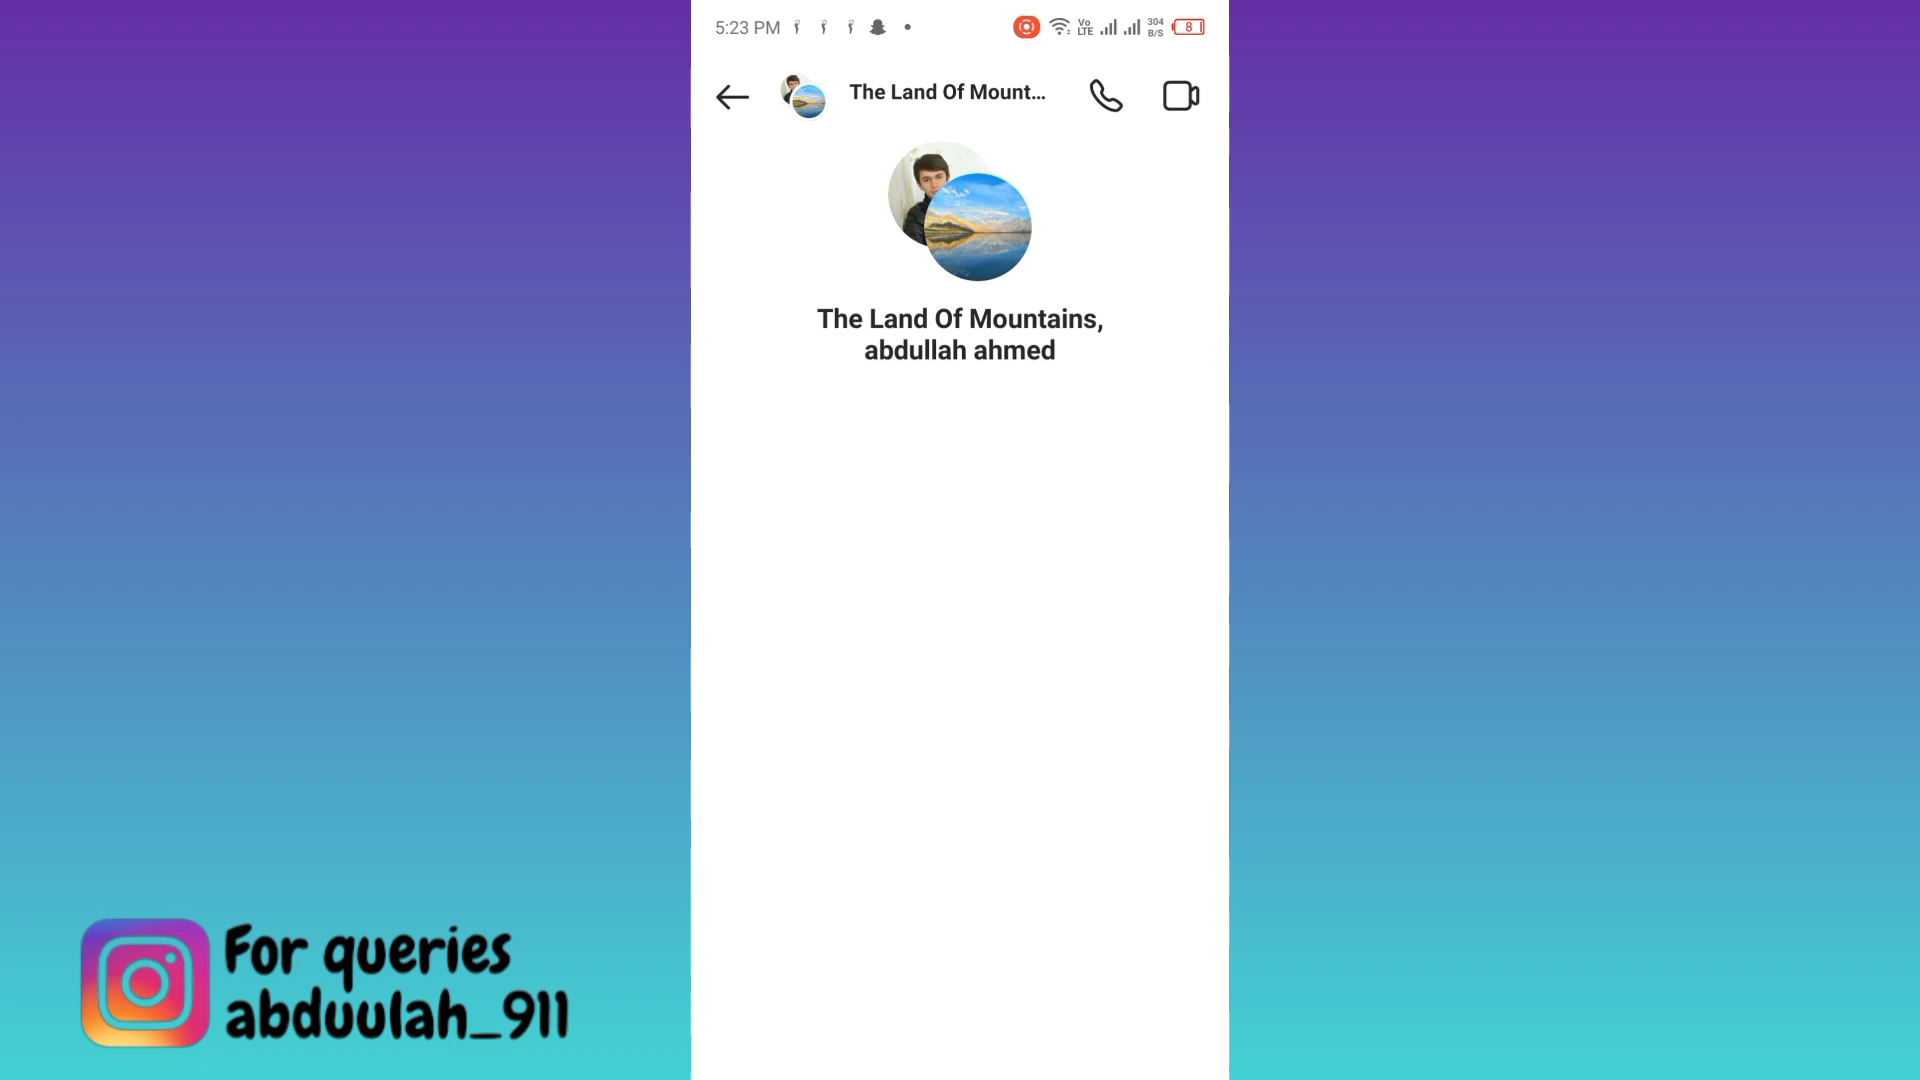 5:23 PM
Vo
LTE
304
B/S
8
The Land Of Mount...
The Land Of Mountains,
abdullah ahmed
For queries
abduulah_911